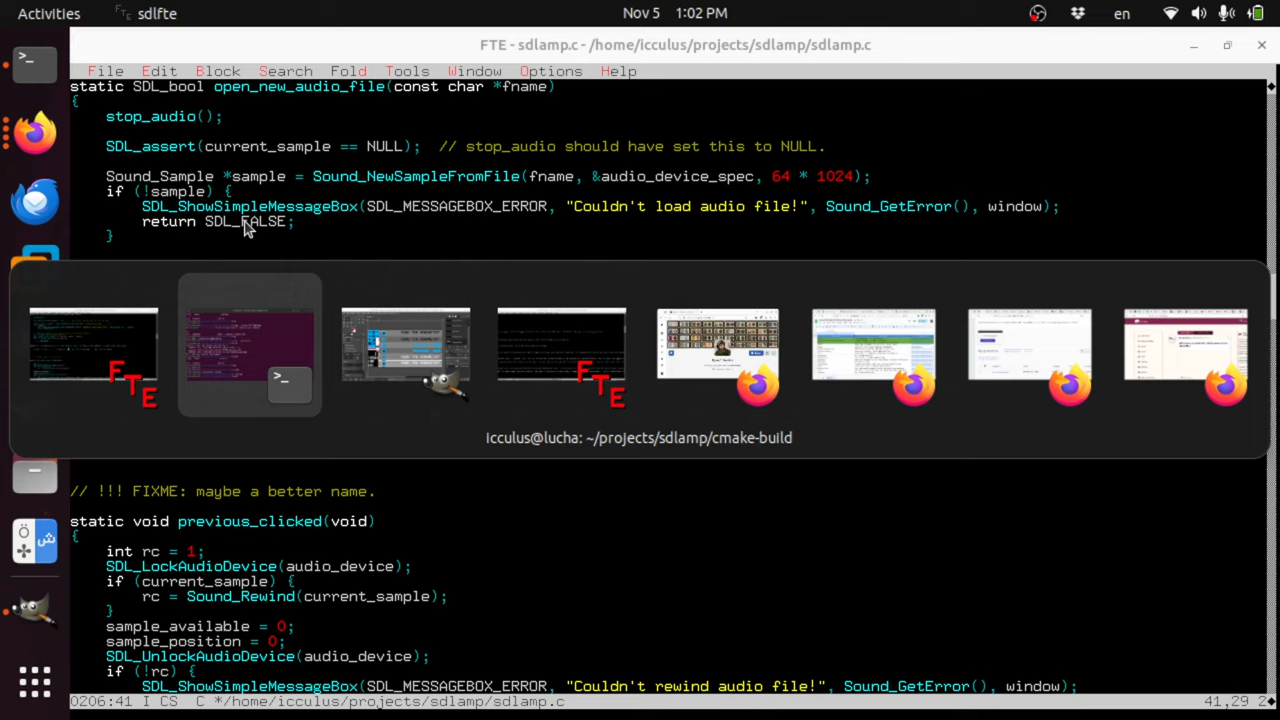 Activities
sdlfte
Nov 5 1:02 PM
en
FTE - sdlamp.c - /home/icculus/projects/sdlamp/sdlamp.c
File Edit Block Search Fold Tools Window Options Help
static SDL_bool open_new_audio_file(const char *fname)
{
stop_audio();
SDL_assert(current_sample == NULL); // stop_audio should have set this to NULL.
Sound_Sample *sample = Sound_NewSampleFromFile(fname, &audio_device_spec, 64 * 1024);
if (!sample) {
SDL_ShowSimpleMessageBox(SDL_MESSAGEBOX_ERROR, "Couldn't load audio file!", Sound_GetError(), window);
return SDL_FALSE;
}
FTE
>_
FTE
icculus@lucha: ~/projects/sdlamp/cmake-build
// !!! FIXME: maybe a better name.
static void previous_clicked(void)
{
int rc = 1;
SDL_LockAudioDevice(audio_device);
if (current_sample) {
rc = Sound_Rewind(current_sample);
}
sample_available = 0;
sample_position = 0;
SDL_UnlockAudioDevice(audio_device);
if (!rc) {
SDL_ShowSimpleMessageBox(SDL_MESSAGEBOX_ERROR, "Couldn't rewind audio file!", Sound_GetError(), window);
0206:41 I CS C */home/icculus/projects/sdlamp/sdlamp.c 41,29 2